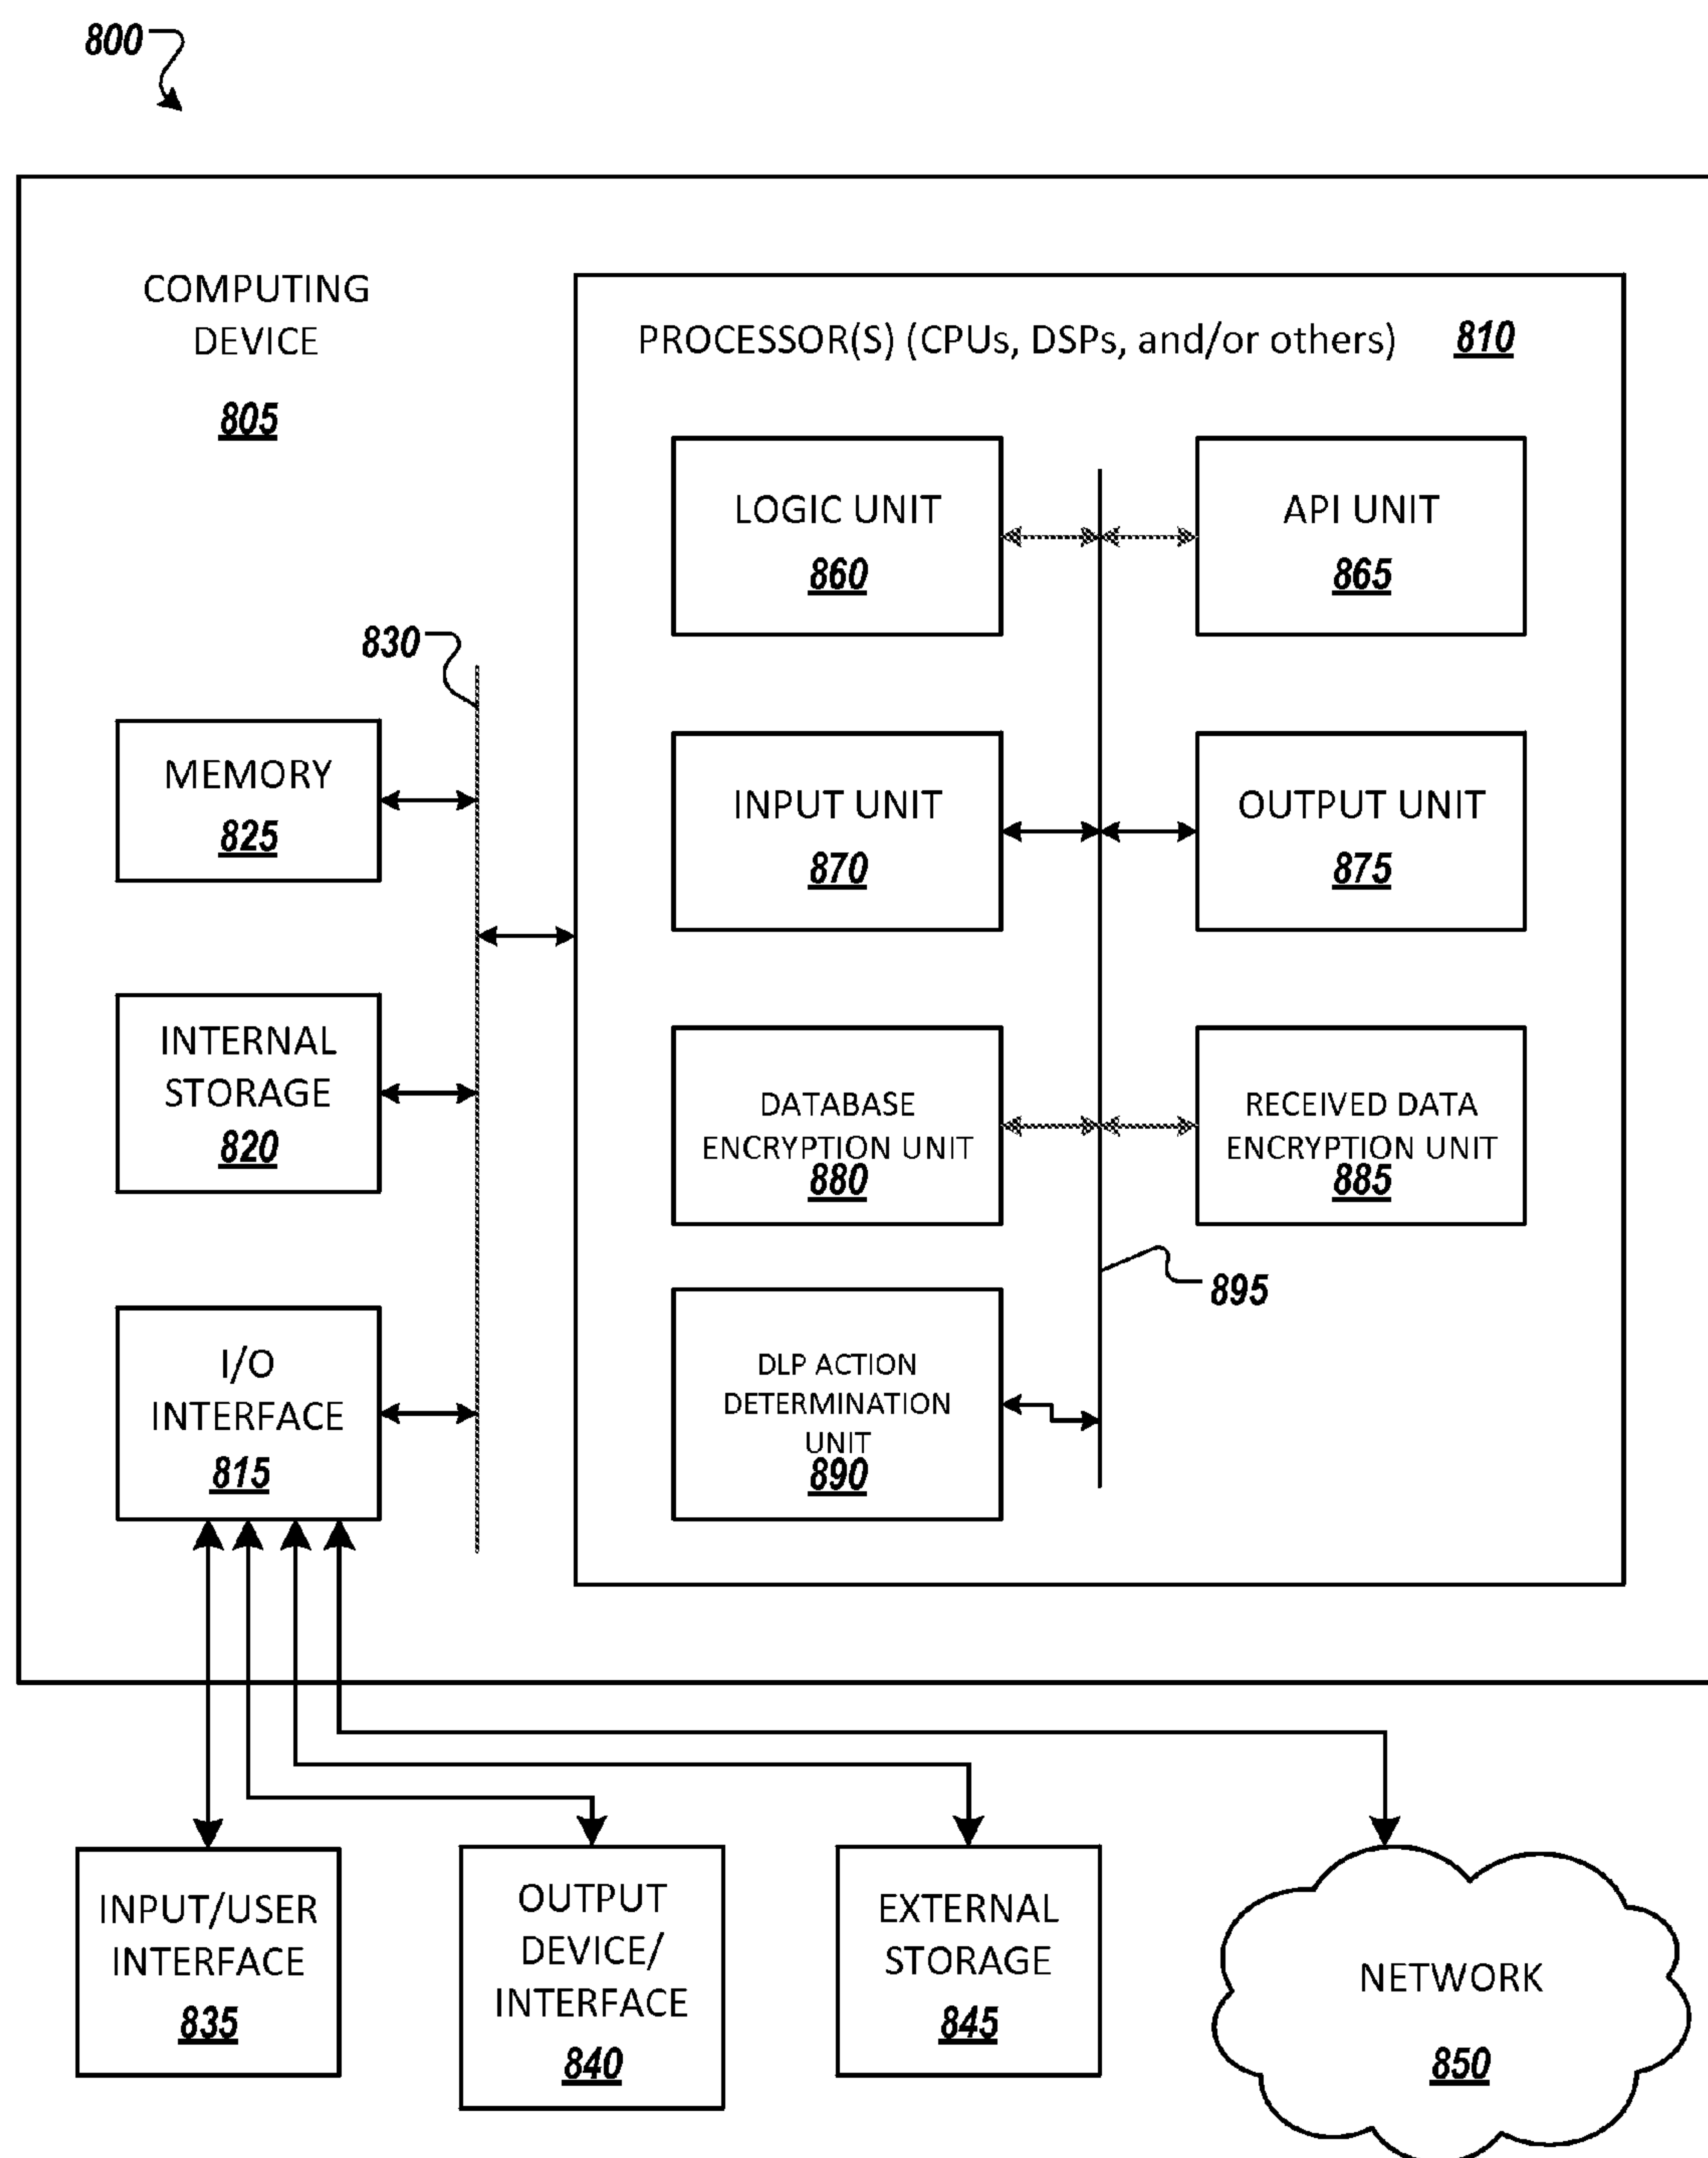 800
COMPUTING
DEVICE
805
PROCESSOR(S) (CPUs, DSPs, and/or others) 810
LOGIC UNIT
860
API UNIT
865
830
MEMORY
825
INPUT UNIT
870
OUTPUT UNIT
875
INTERNAL
STORAGE
820
DATABASE
ENCRYPTION UNIT
880
RECEIVED DATA
ENCRYPTION UNIT
885
895
I/O
INTERFACE
815
DLP ACTION
DETERMINATION
UNIT
890
INPUT/USER
INTERFACE
835
OUTPUT
DEVICE/
INTERFACE
840
EXTERNAL
STORAGE
845
NETWORK
850